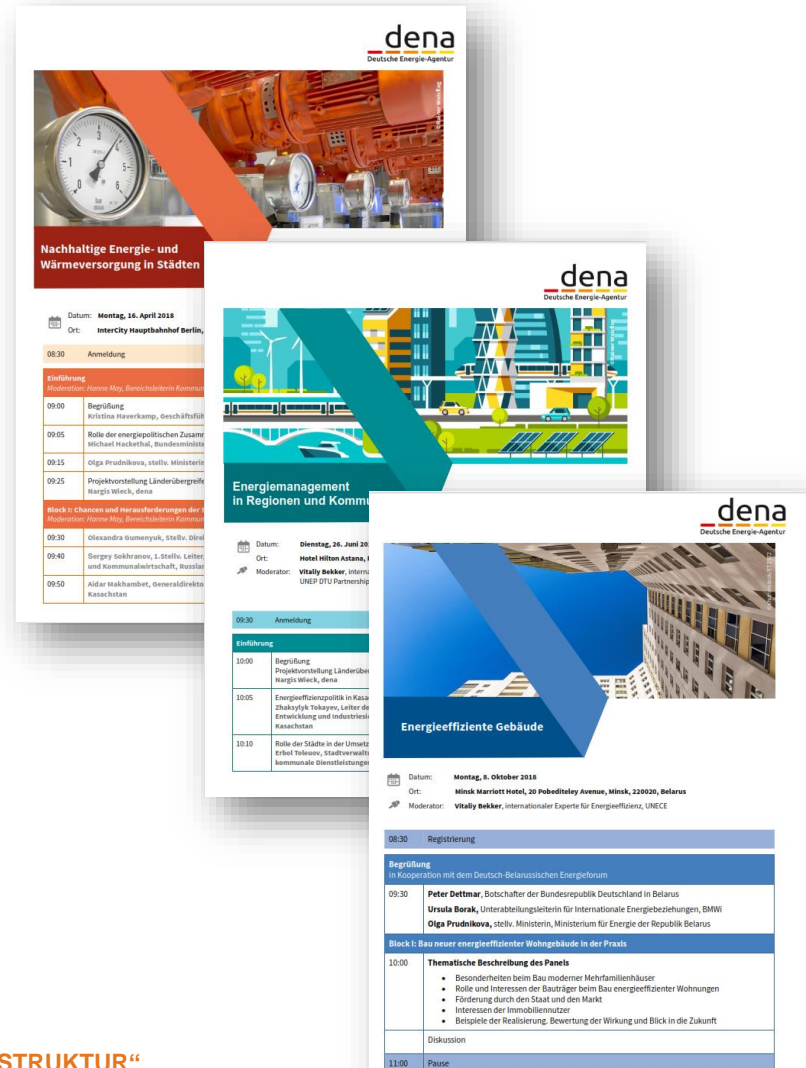 dena
Deutsche Energie-Agentur
Nachhaltige Energie- und
Wärmeversorgung in Städten
Datum: Montag, 16. April 2018
Ort: InterCity Hauptbahnhof Berlin,
08:30 Anmeldung
Einführung
Moderation: Hanne May, Bereichsleiterin Kommun
09:00 Begrüßung
Kristina Haverkamp, Geschäftsfüh
09:05 Rolle der energiepolitischen Zusamm
Michael Hackethal, Bundesministe
09:15 Olga Prudnikova, stellv. Ministerin
09:25 Projektvorstellung Länderübergreife
Nargis Wieck, dena
Block I: Chancen und Herausforderungen der S
Moderation: Hanne May, Bereichsleiterin Kommun
09:30 Olexandra Gumenyuk, Stellv. Direk
09:40 Sergey Sokhranov, 1.Stellv. Leiter,
und Kommunalwirtschaft, Russlan
09:50 Aidar Makhambet, Generaldirekto
Kasachstan
dena
Deutsche Energie-Agentur
Energiemanagement
in Regionen und Kommu
Datum: Dienstag, 26. Juni 20
Ort: Hotel Hilton Astana,
Moderator: Vitaliy Bekker, interna
UNEP DTU Partnership
09:30 Anmeldung
Einführung
10:00 Begrüßung
Projektvorstellung Länderüber
Nargis Wieck, dena
10:05 Energieeffizienzpolitik in Kasac
Zhaksylyk Tokayev, Leiter de
Entwicklung und Industriesi
Kasachstan
10:10 Rolle der Städte in der Umsetz
Erbol Toleuov, Stadtverwalt
kommunale Dienstleistunge
dena
Deutsche Energie-Agentur
Energieeffiziente Gebäude
Datum: Montag, 8. Oktober 2018
Ort: Minsk Marriott Hotel, 20 Pobediteley Avenue, Minsk, 220020, Belarus
Moderator: Vitaliy Bekker, internationaler Experte für Energieeffizienz, UNECE
08:30 Registrierung
Begrüßung
In Kooperation mit dem Deutsch-Belarussischen Energieforum
09:30 Peter Dettmar, Botschafter der Bundesrepublik Deutschland in Belarus
Ursula Borak, Unterabteilungsleiterin für Internationale Energiebeziehungen, BMWi
Olga Prudnikova, stellv. Ministerin, Ministerium für Energie der Republik Belarus
Block I: Bau neuer energieeffizienter Wohngebäude in der Praxis
10:00 Thematische Beschreibung des Panels
• Besonderheiten beim Bau moderner Mehrfamilienhäuser
• Rolle und Interessen der Bauträger beim Bau energieeffizienter Wohnungen
• Förderung durch den Staat und den Markt
• Interessen der Immobiliennutzer
• Beispiele der Realisierung. Bewertung der Wirkung und Blick in die Zukunft
Diskussion
11:00 Pause
STRUKTUR“